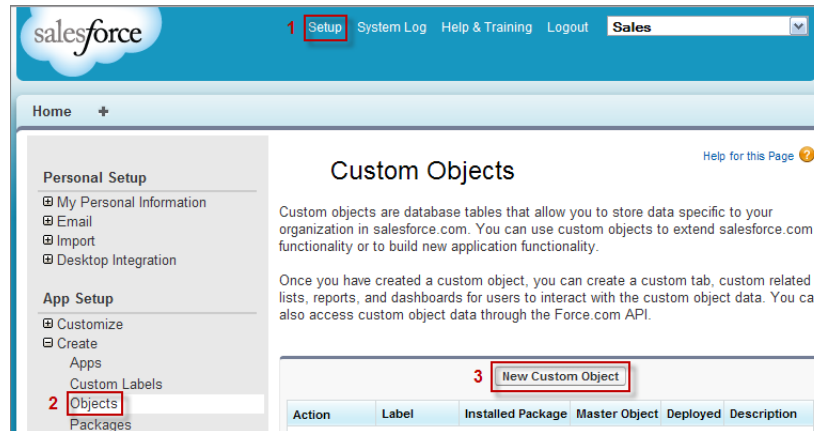 salesforce
1 Setup System Log Help & Training Logout Sales
Home +
Personal Setup
My Personal Information
Email
Import
Desktop Integration
App Setup
Customize
Create
Apps
Custom Labels
2 Objects
Packages
Help for this Page ?
Custom Objects
Custom objects are database tables that allow you to store data specific to your
organization in salesforce.com. You can use custom objects to extend salesforce.com
functionality or to build new application functionality.
Once you have created a custom object, you can create a custom tab, custom related
lists, reports, and dashboards for users to interact with the custom object data. You ca
also access custom object data through the Force.com API.
3 New Custom Object
Action Label Installed Package Master Object Deployed Description